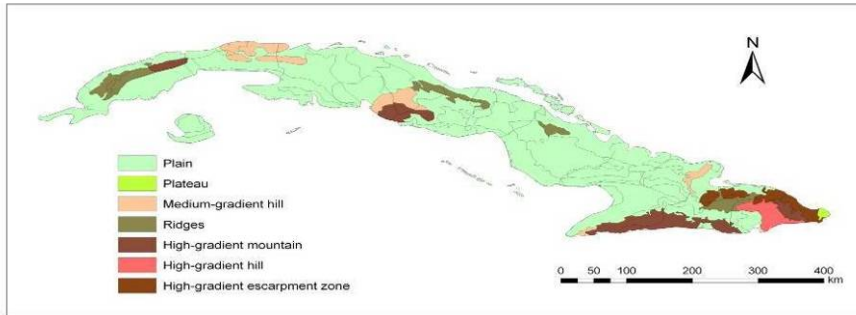 N
Plain
Plateau
Medium-gradient hill
Ridges
High-gradient mountain
High-gradient hill
High-gradient escarpment zone
0 25 50 100 200 300 400
km